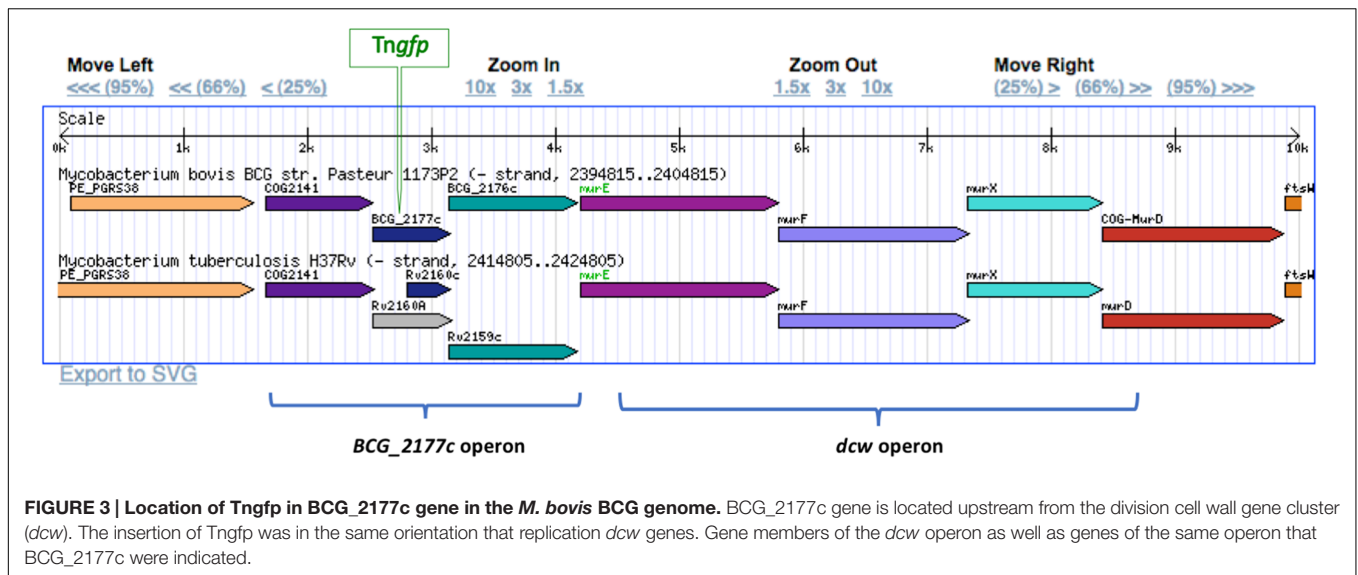 Tngfp
Move Left Zoom In Zoom Out Move Right
<<< (95%) << (66%) < (25%) 10x 3x 1.5x 1.5x 3x 10x (25%) > (66%) >> (95%) >>>
Scale
0k 1k 2k 3k 4k 5k 6k 7k 8k 9k 10k
Mycobacterium bovis BCG str. Pasteur 1173P2 (- strand, 2394815..2404815)
PE_PGRS38 COG2141 BCG_2176c murE murX ftsW
BCG_2177c murF COG-MurD
Mycobacterium tuberculosis H37Rv (- strand, 2414805..2424805)
PE_PGRS38 COG2141 Rv2160c murE murX ftsW
Rv2160A murF murD
Rv2159c
Export to SVG
BCG_2177c operon dcw operon
FIGURE 3 | Location of Tngfp in BCG_2177c gene in the M. bovis BCG genome. BCG_2177c gene is located upstream from the division cell wall gene cluster
(dcw). The insertion of Tngfp was in the same orientation that replication dcw genes. Gene members of the dcw operon as well as genes of the same operon that
BCG_2177c were indicated.